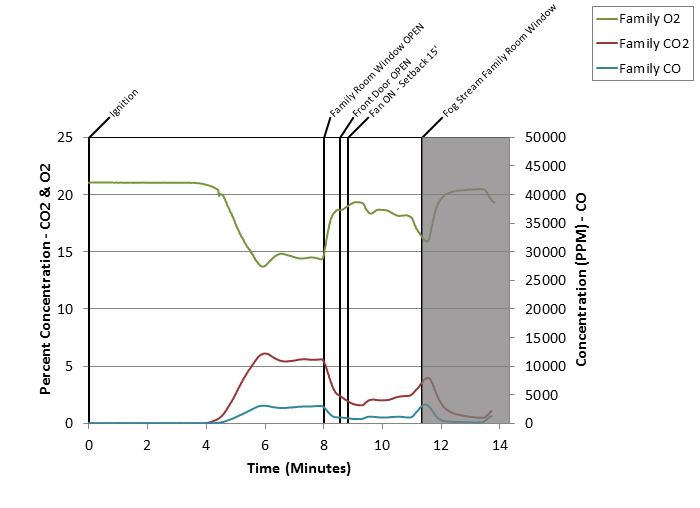 Ignition
Family Room Window OPEN
Front Door OPEN
Fan ON - Setback 15'
Fog Stream Family Room Window
Family O2
Family CO2
Family CO
Percent Concentration - CO2 & O2
25
20
15
10
5
0
50000
45000
40000
35000
30000
25000
20000
15000
10000
5000
0
Concentration (PPM) - CO
0 2 4 6 8 10 12 14
Time (Minutes)